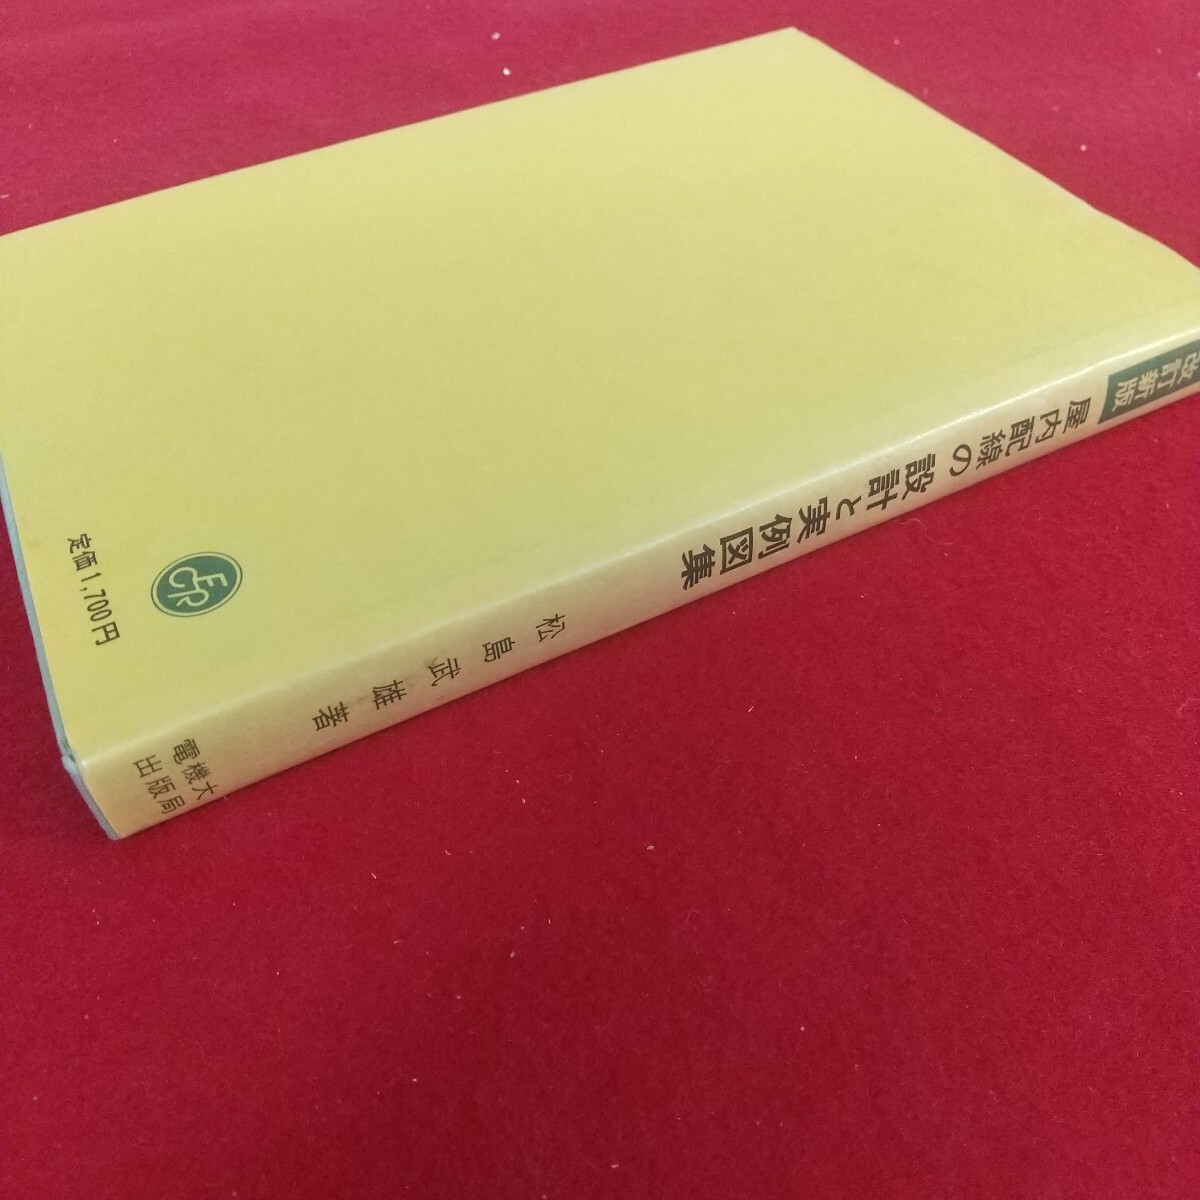 改訂新版
屋内配線の設計と実例図集
松島武雄著
電機大
出版局
ECR
定価1,700円